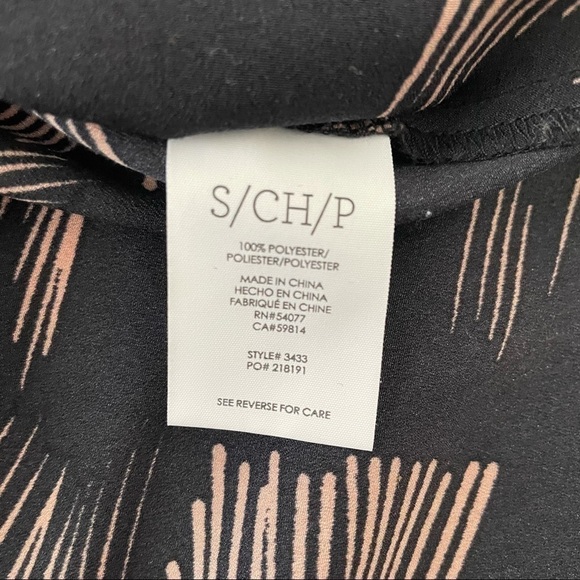 S/CH/P
100% POLYESTER/
POLIESTER/POLYESTER
MADE IN CHINA
HECHO EN CHINA
FABRIQUÉ EN CHINE
RN#54077
CA#59814
STYLE# 3433
PO# 218191
SEE REVERSE FOR CARE